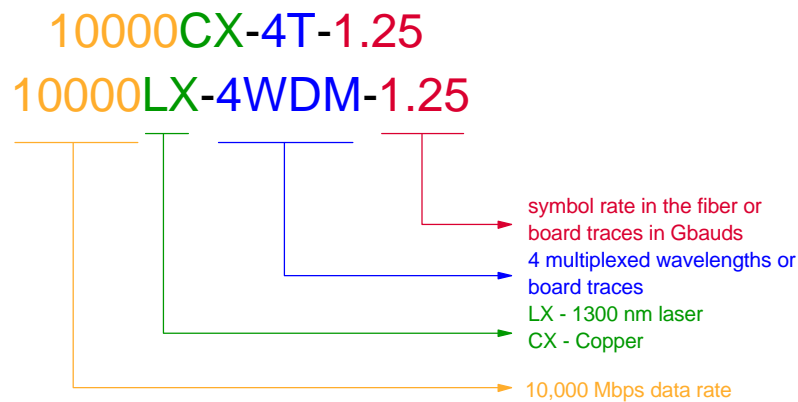 10000CX-4T-1.25
10000LX-4WDM-1.25
symbol rate in the fiber or
board traces in Gbauds
4 multiplexed wavelengths or
board traces
LX - 1300 nm laser
CX - Copper
10,000 Mbps data rate